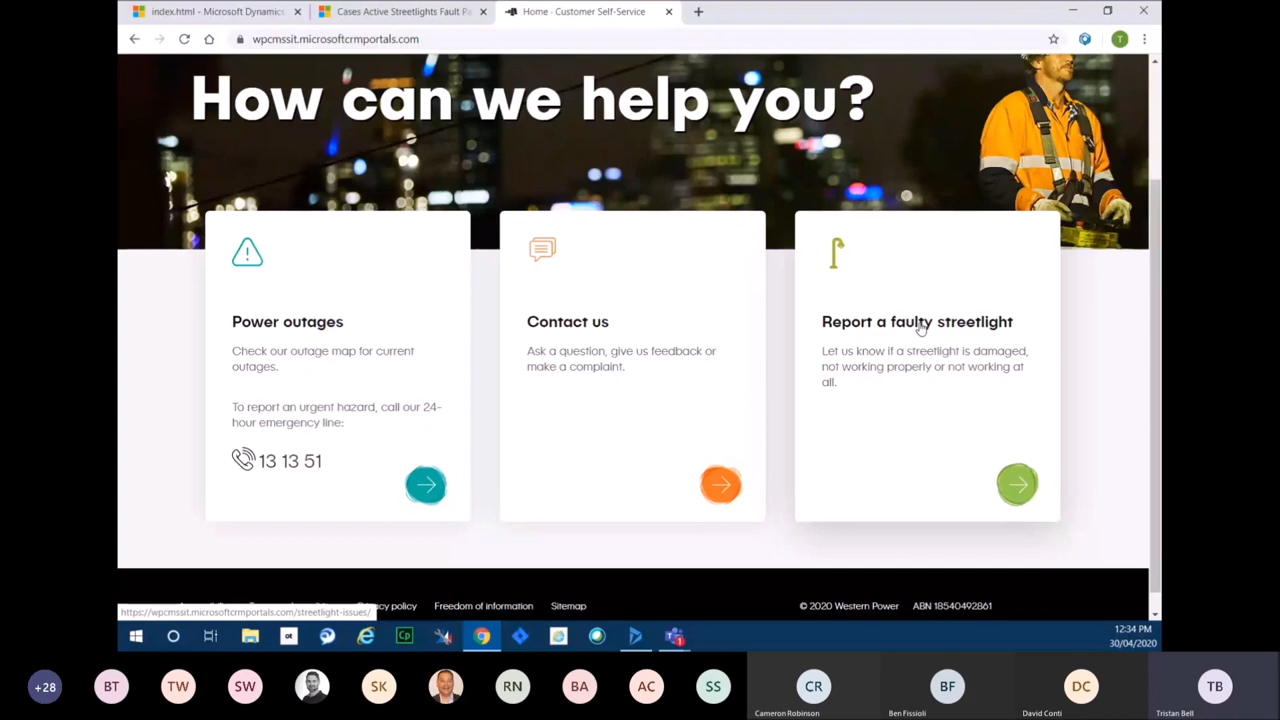 index.html - Microsoft Dynamics
Cases Active Streetlights Fault Pa
Home · Customer Self-Service
wpcmssit.microsoftcrmportals.com
T
How can we help you?
Power outages
Check our outage map for current
outages.
To report an urgent hazard, call our 24-
hour emergency line:
13 13 51
Contact us
Ask a question, give us feedback or
make a complaint.
Report a faulty streetlight
Let us know if a streetlight is damaged,
not working properly or not working at
all.
https://wpcmssit.microsoftcrmportals.com/streetlight-issues/
policy
Freedom of information
Sitemap
© 2020 Western Power
ABN 18540492861
ot
Cp
1
12:34 PM
30/04/2020
+28
BT
TW
SW
SK
RN
BA
AC
SS
CR
Cameron Robinson
BF
Ben Fissioli
DC
David Conti
TB
Tristan Bell